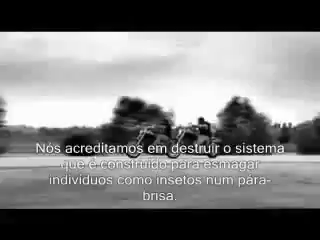 Nós acreditamos em destruir o sistema
que é construído para esmagar
indivíduos como insetos num pára-
brisa.